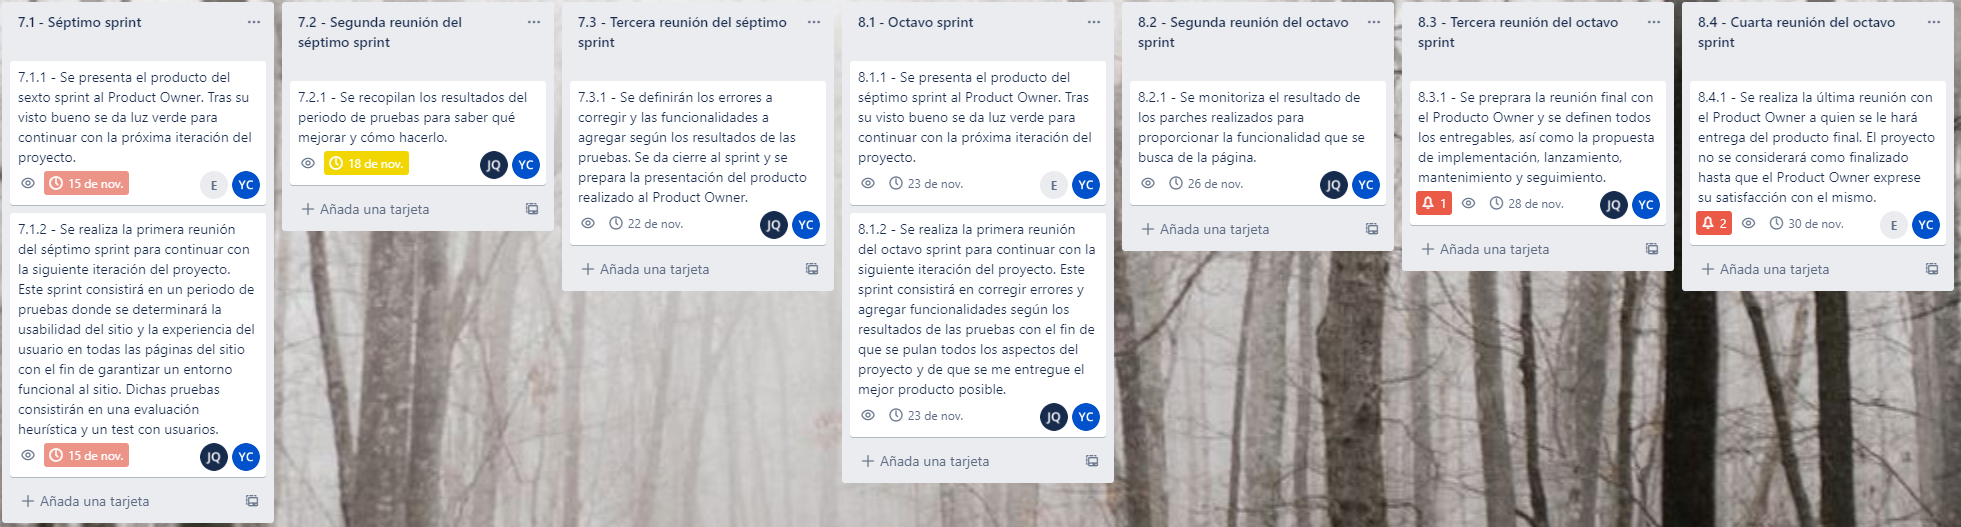 7.1 - Séptimo sprint
7.1.1 - Se presenta el producto del
sexto sprint al Product Owner. Tras su
visto bueno se da luz verde para
continuar con la próxima iteración del
proyecto.
15 de nov.
E
YC
7.1.2 - Se realiza la primera reunión
del séptimo sprint para continuar con
la siguiente iteración del proyecto.
Este sprint consistirá en un periodo de
pruebas donde se determinará la
usabilidad del sitio y la experiencia del
usuario en todas las páginas del sitio
con el fin de garantizar un entorno
funcional al sitio. Dichas pruebas
consistirán en una evaluación
heurística y un test con usuarios.
15 de nov.
JQ
YC
Añada una tarjeta
7.2 - Segunda reunión del
séptimo sprint
7.2.1 - Se recopilan los resultados del
periodo de pruebas para saber qué
mejorar y cómo hacerlo.
18 de nov.
JQ
YC
Añada una tarjeta
7.3 - Tercera reunión del séptimo
sprint
7.3.1 - Se definirán los errores a
corregir y las funcionalidades a
agregar según los resultados de las
pruebas. Se da cierre al sprint y se
prepara la presentación del producto
realizado al Product Owner.
22 de nov.
JQ
YC
Añada una tarjeta
8.1 - Octavo sprint
8.1.1 - Se presenta el producto del
séptimo sprint al Product Owner. Tras
su visto bueno se da luz verde para
continuar con la próxima iteración del
proyecto.
23 de nov.
E
YC
8.1.2 - Se realiza la primera reunión
del octavo sprint para continuar con la
siguiente iteración del proyecto. Este
sprint consistirá en corregir errores y
agregar funcionalidades según los
resultados de las pruebas con el fin de
que se pulan todos los aspectos del
proyecto y de que se me entregue el
mejor producto posible.
23 de nov.
JQ
YC
Añada una tarjeta
8.2 - Segunda reunión del octavo
sprint
8.2.1 - Se monitoriza el resultado de
los parches realizados para
proporcionar la funcionalidad que se
busca de la página.
26 de nov.
JQ
YC
Añada una tarjeta
8.3 - Tercera reunión del octavo
sprint
8.3.1 - Se preprara la reunión final con
el Producto Owner y se definen todos
los entregables, así como la propuesta
de implementación, lanzamiento,
mantenimiento y seguimiento.
1
28 de nov.
JQ
YC
Añada una tarjeta
8.4 - Cuarta reunión del octavo
sprint
8.4.1 - Se realiza la última reunión con
el Product Owner a quien se le hará
entrega del producto final. El proyecto
no se considerará como finalizado
hasta que el Product Owner exprese
su satisfacción con el mismo.
2
30 de nov.
E
YC
Añada una tarjeta